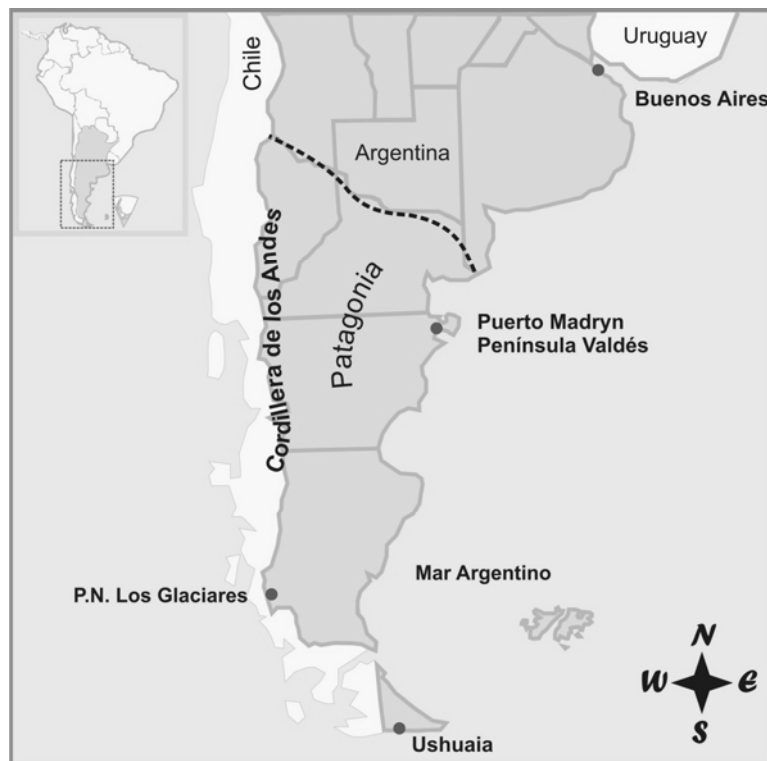 Uruguay
Chile
Buenos Aires
Argentina
Cordillera de los Andes
Patagonia
Puerto Madryn
Península Valdés
P.N. Los Glaciares
Mar Argentino
N
W E
S
Ushuaia